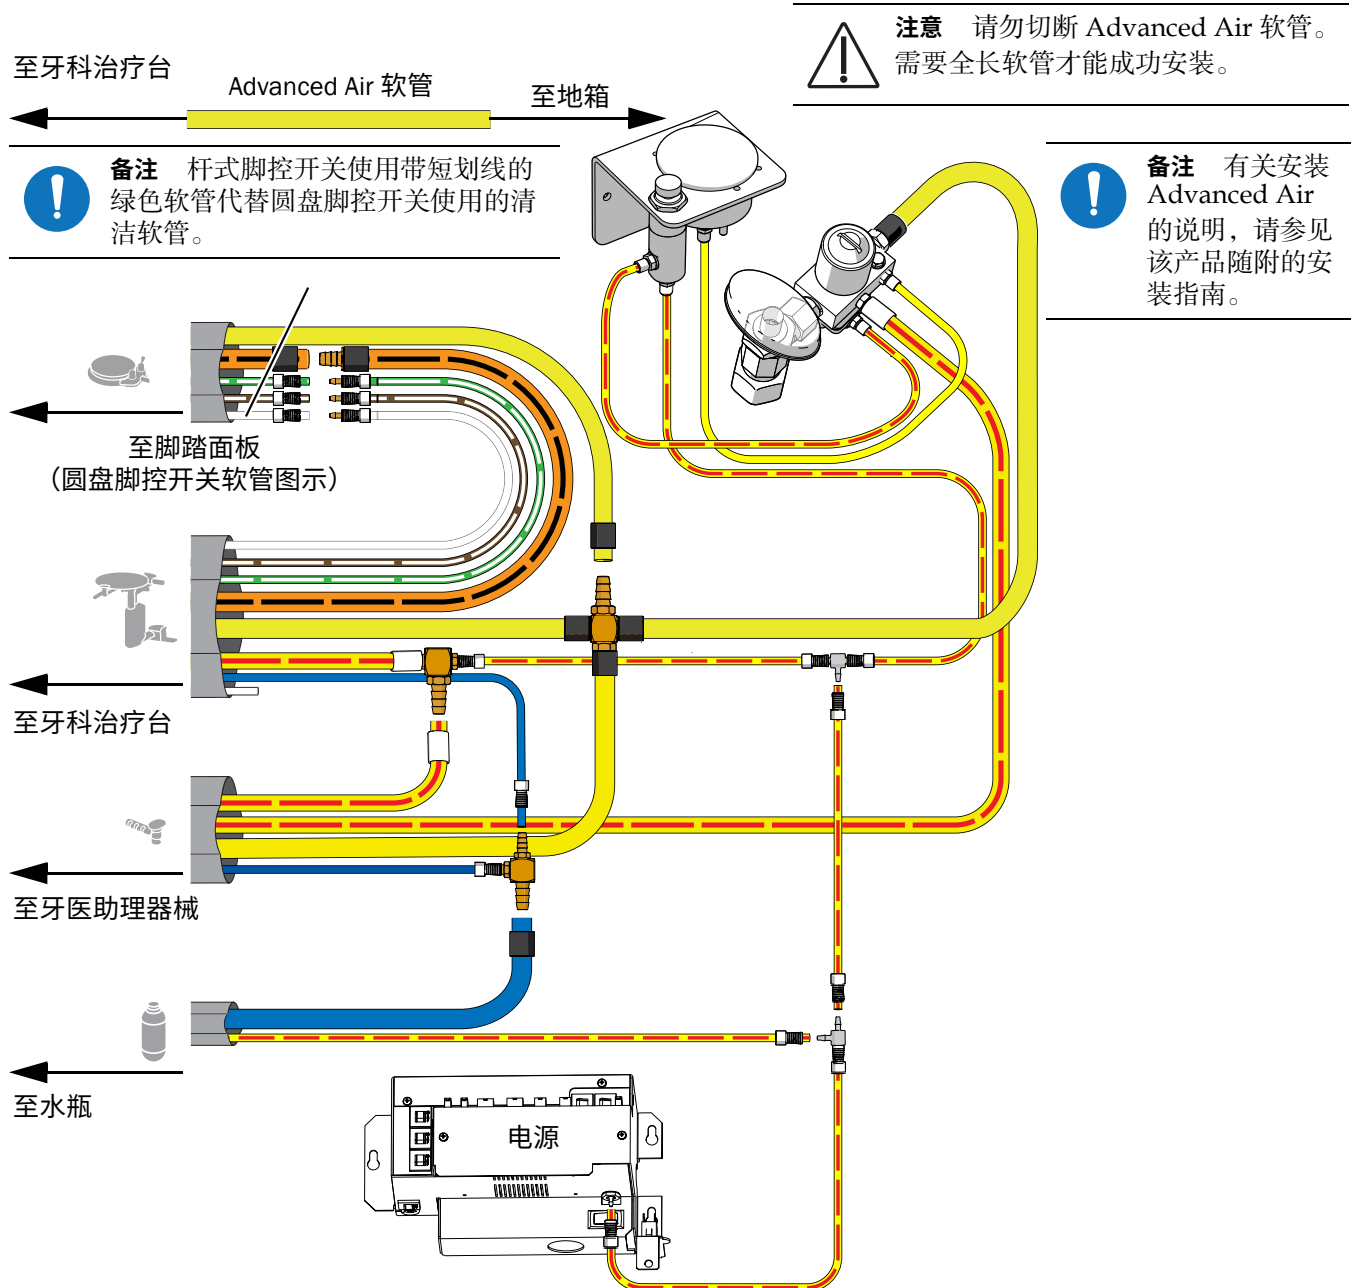 注意 请勿切断 Advanced Air 软管。
需要全长软管才能成功安装。
至牙科治疗台
Advanced Air 软管
至地箱
备注 杆式脚控开关使用带短划线的
绿色软管代替圆盘脚控开关使用的清
洁软管。
备注 有关安装
Advanced Air
的说明，请参见
该产品随附的安
装指南。
至脚踏面板
（圆盘脚控开关软管图示）
至牙科治疗台
至牙医助理器械
至水瓶
电源